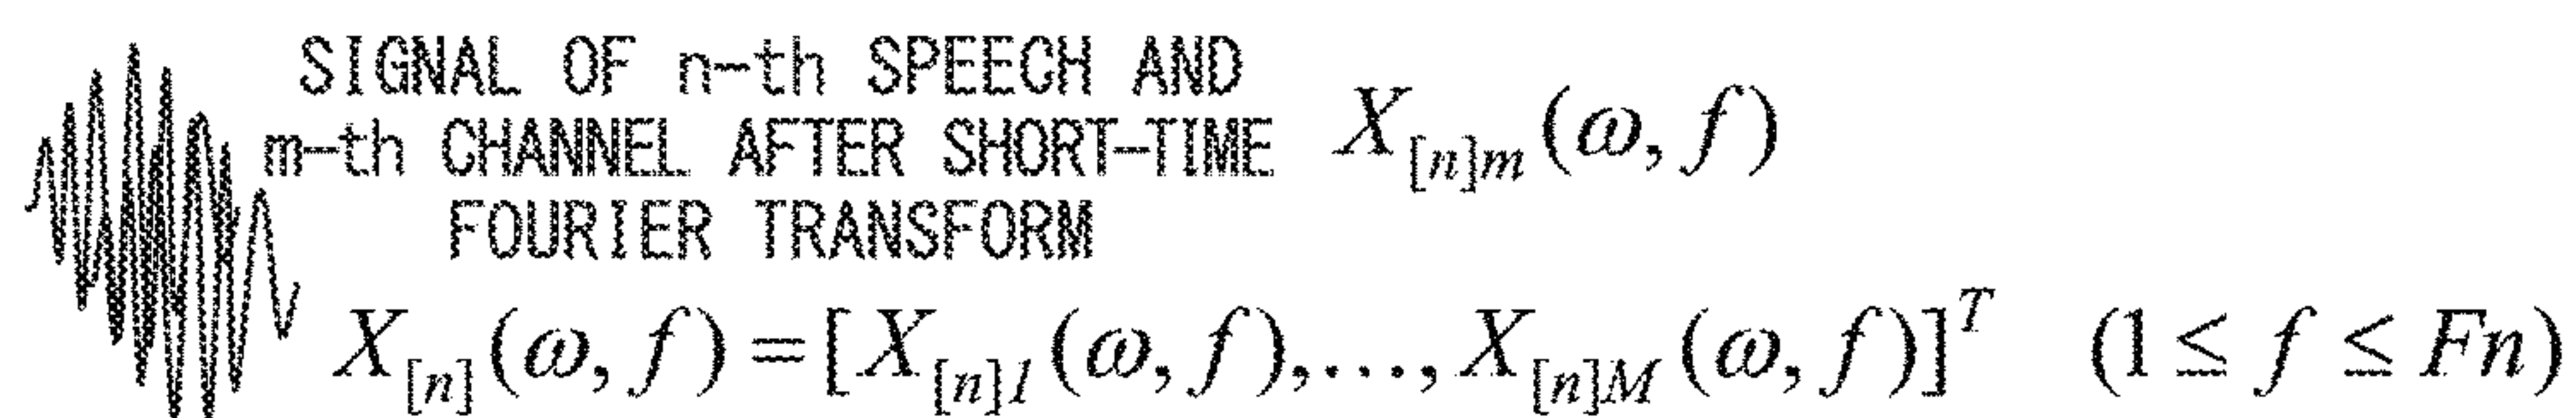 SIGNAL OF n-th SPEECH AND
m-th CHANNEL AFTER SHORT-TIME X_{[n]m}(ω, f)
FOURIER TRANSFORM
X_{[n]}(ω, f) = [X_{[n]1}(ω, f),..., X_{[n]M}(ω, f)]^T (1 ≤ f ≤ Fn)